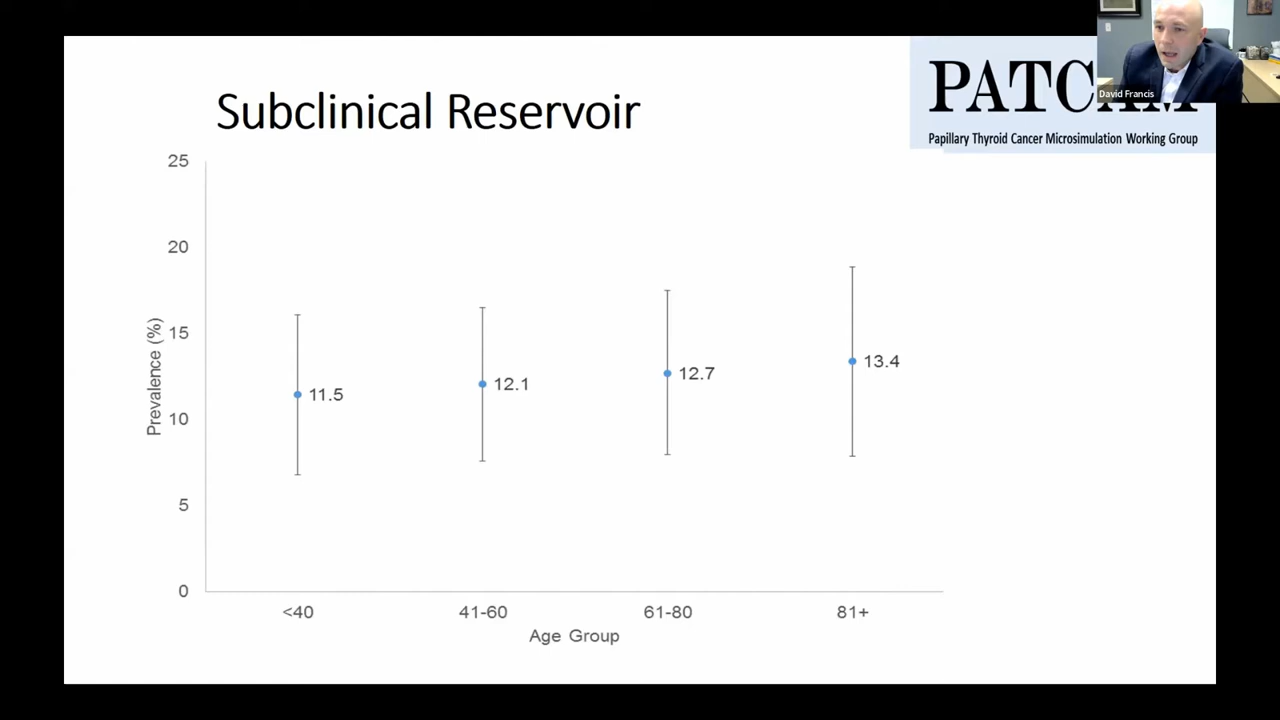 David Francis
Subclinical Reservoir
Papillary Thyroid Cancer Microsimulation Working Group
25
20
15
10
5
0
Prevalence (%)
11.5
12.1
12.7
13.4
<40
41-60
61-80
81+
Age Group